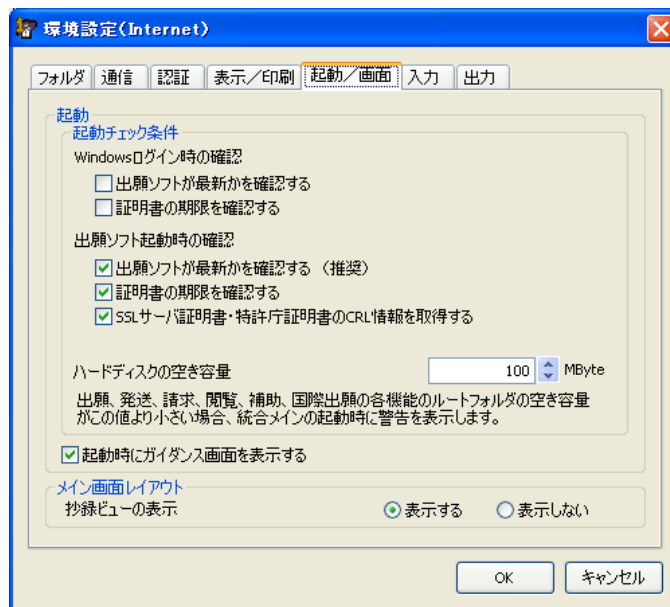 環境設定(Internet)
フォルダ 通信 認証 表示／印刷 起動／画面 入力 出力
起動
起動チェック条件
Windowsログイン時の確認
出願ソフトが最新かを確認する
証明書の期限を確認する
出願ソフト起動時の確認
出願ソフトが最新かを確認する （推奨）
証明書の期限を確認する
SSLサーバ証明書・特許庁証明書のCRL情報を取得する
ハードディスクの空き容量 100 MByte
出願、発送、請求、閲覧、補助、国際出願の各機能のルートフォルダの空き容量
がこの値より小さい場合、統合メインの起動時に警告を表示します。
起動時にガイダンス画面を表示する
メイン画面レイアウト
抄録ビューの表示 表示する 表示しない
OK キャンセル